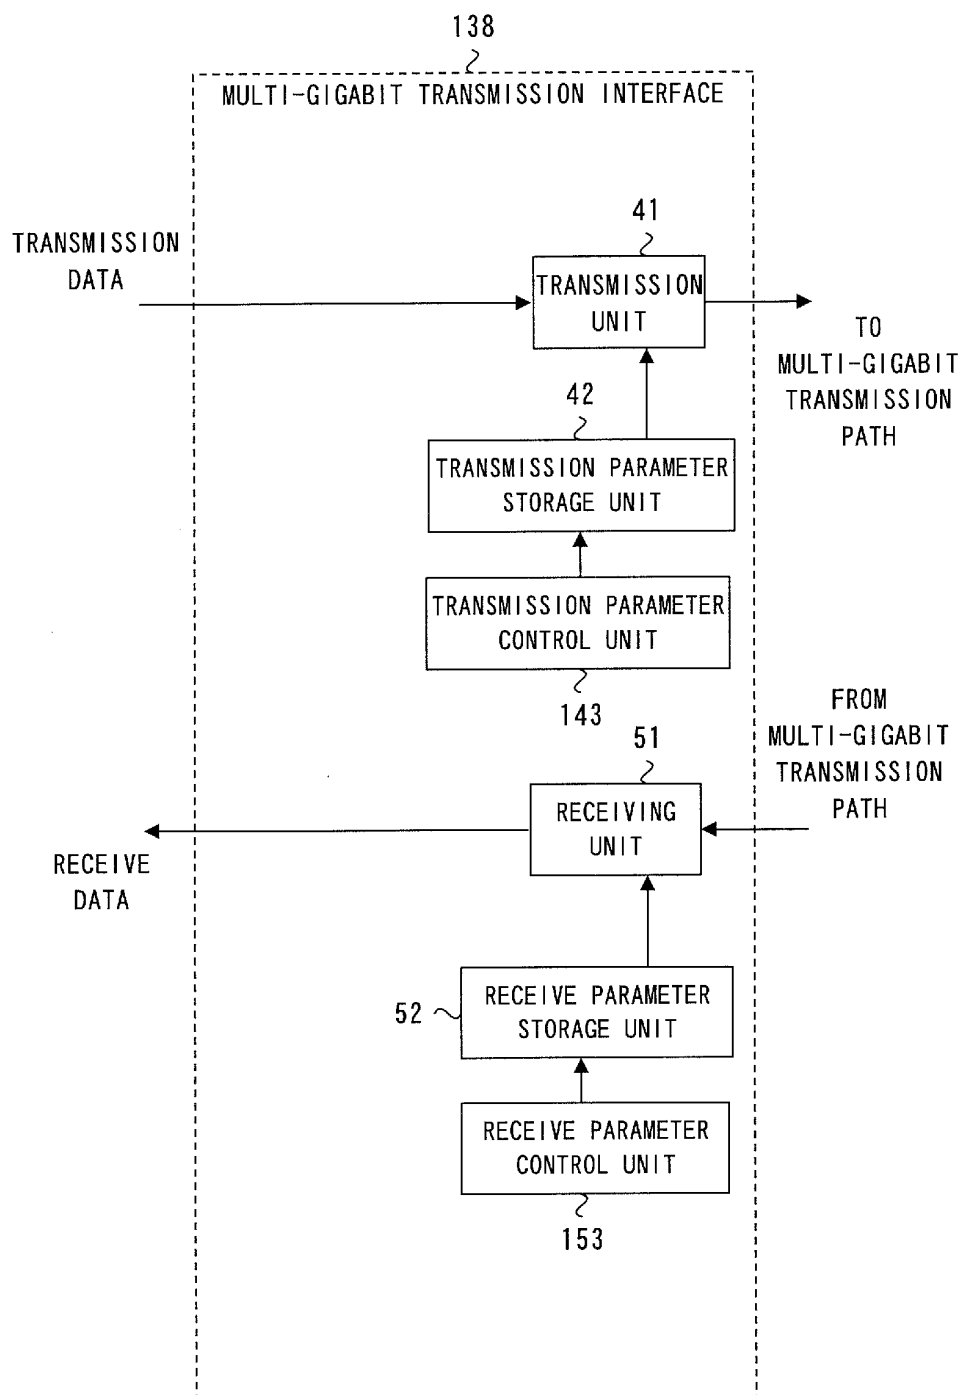 138
MULTI-GIGABIT TRANSMISSION INTERFACE
41
TRANSMISSION
DATA
TRANSMISSION
UNIT
TO
MULTI-GIGABIT
TRANSMISSION
PATH
42
TRANSMISSION PARAMETER
STORAGE UNIT
TRANSMISSION PARAMETER
CONTROL UNIT
143
FROM
MULTI-GIGABIT
TRANSMISSION
PATH
51
RECEIVING
UNIT
RECEIVE
DATA
52
RECEIVE PARAMETER
STORAGE UNIT
RECEIVE PARAMETER
CONTROL UNIT
153